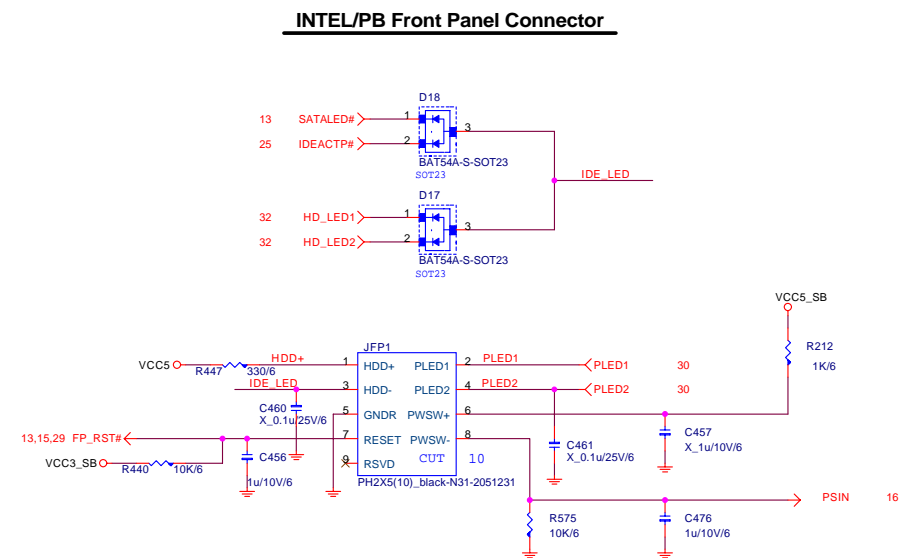 INTEL/PB Front Panel Connector
D18
13 SATALED# 1
3
25 IDEACTP# 2
BAT54A-S-SOT23
SOT23
IDE_LED
D17
32 HD_LED1 1
3
32 HD_LED2 2
BAT54A-S-SOT23
SOT23
VCC5_SB
R212
1K/6
JFP1
VCC5
R447 330/6
HDD+
1 HDD+ PLED1 2 PLED1 PLED1 30
IDE_LED
3 HDD- PLED2 4 PLED2 PLED2 30
C460
X_0.1u/25V/6
5 GNDR PWSW+ 6
C457
X_1u/10V/6
13,15,29 FP_RST#
7 RESET PWSW- 8
C461
X_0.1u/25V/6
VCC3_SB
R440 10K/6
C456
1u/10V/6
9 RSVD CUT 10
PH2X5(10)_black-N31-2051231
PSIN 16
R575
10K/6
C476
1u/10V/6